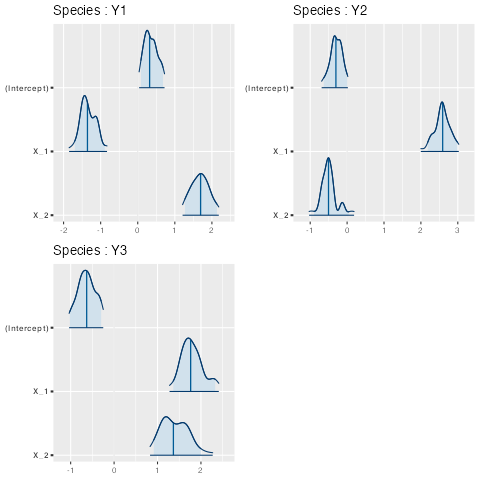 Species : Y1
(Intercept)
X_1
X_2
-2 -1 0 1 2
Species : Y2
(Intercept)
X_1
X_2
-1 0 1 2 3
Species : Y3
(Intercept)
X_1
X_2
-1 0 1 2